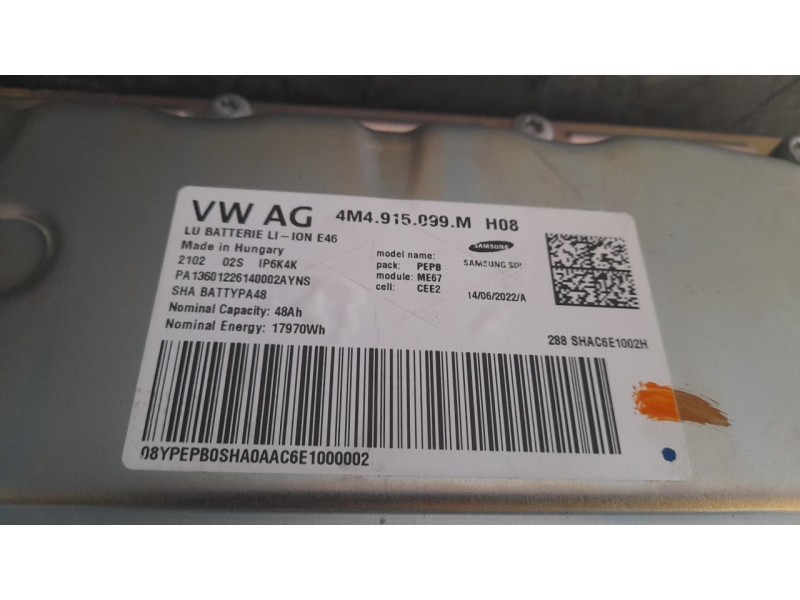 VW AG 4M4.915.099.M H08
LU BATTERIE LI-ION E46
Made in Hungary
2102 02S IP6K4K
PA13601226140002AYNS
SHA BATTYPA48
Nominal Capacity: 48Ah
Nominal Energy: 17970Wh
model name:
pack: PEPB
module: ME67
cell: CEE2
SAMSUNG
SAMSUNG SDI
14/06/2022/A
288 SHAC6E1002H
08YPEPB0SHA0AAC6E1000002